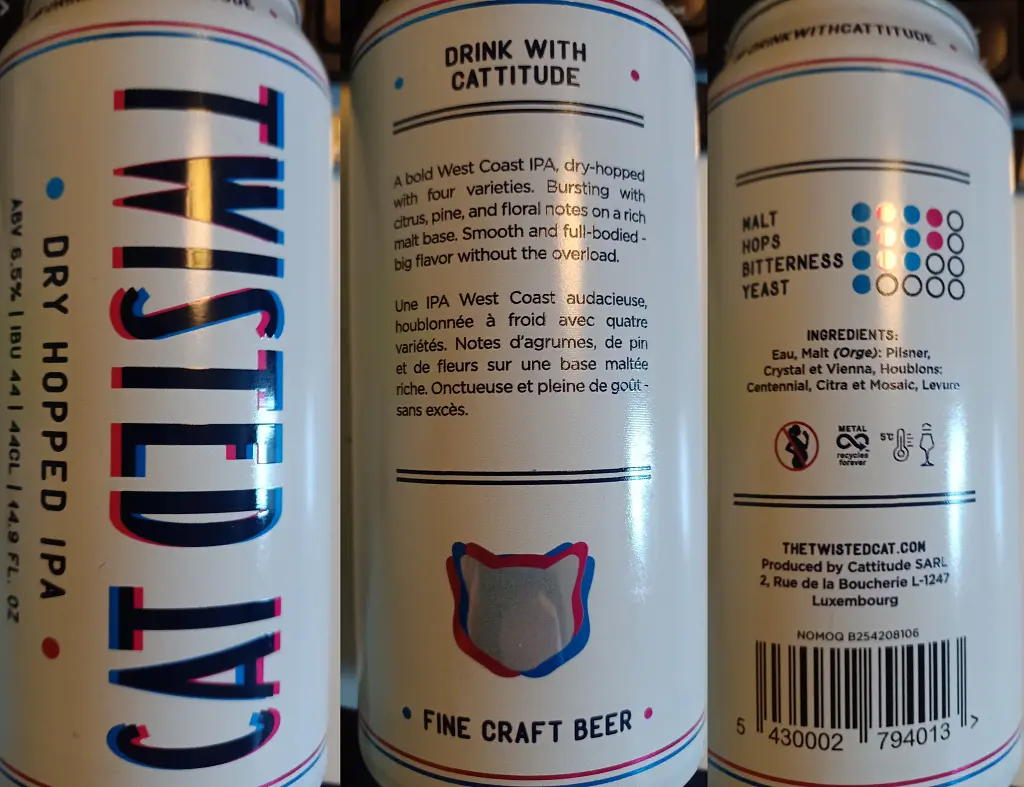 TWISTED CAT
• DRY HOPPED IPA •
ABV 6.5% | IBU 44 | 44CL | 14.9 FL. OZ
DRINK WITH
• CATTITUDE •
A bold West Coast IPA, dry-hopped
with four varieties. Bursting with
citrus, pine, and floral notes on a rich
malt base. Smooth and full-bodied -
big flavor without the overload.
Une IPA West Coast audacieuse,
houblonnée à froid avec quatre
variétés. Notes d'agrumes, de pin
et de fleurs sur une base maltée
riche. Onctueuse et pleine de goût -
sans excès.
• FINE CRAFT BEER •
#DRINKWITHCATTITUDE •
MALT
HOPS
BITTERNESS
YEAST
INGREDIENTS:
Eau, Malt (Orge): Pilsner,
Crystal et Vienna, Houblons:
Centennial, Citra et Mosaic, Levure
METAL
recycles
forever
5°C
THETWISTEDCAT.COM
Produced by Cattitude SARL
2, Rue de la Boucherie L-1247
Luxembourg
NOMOQ B254208106
5 430002 794013 >